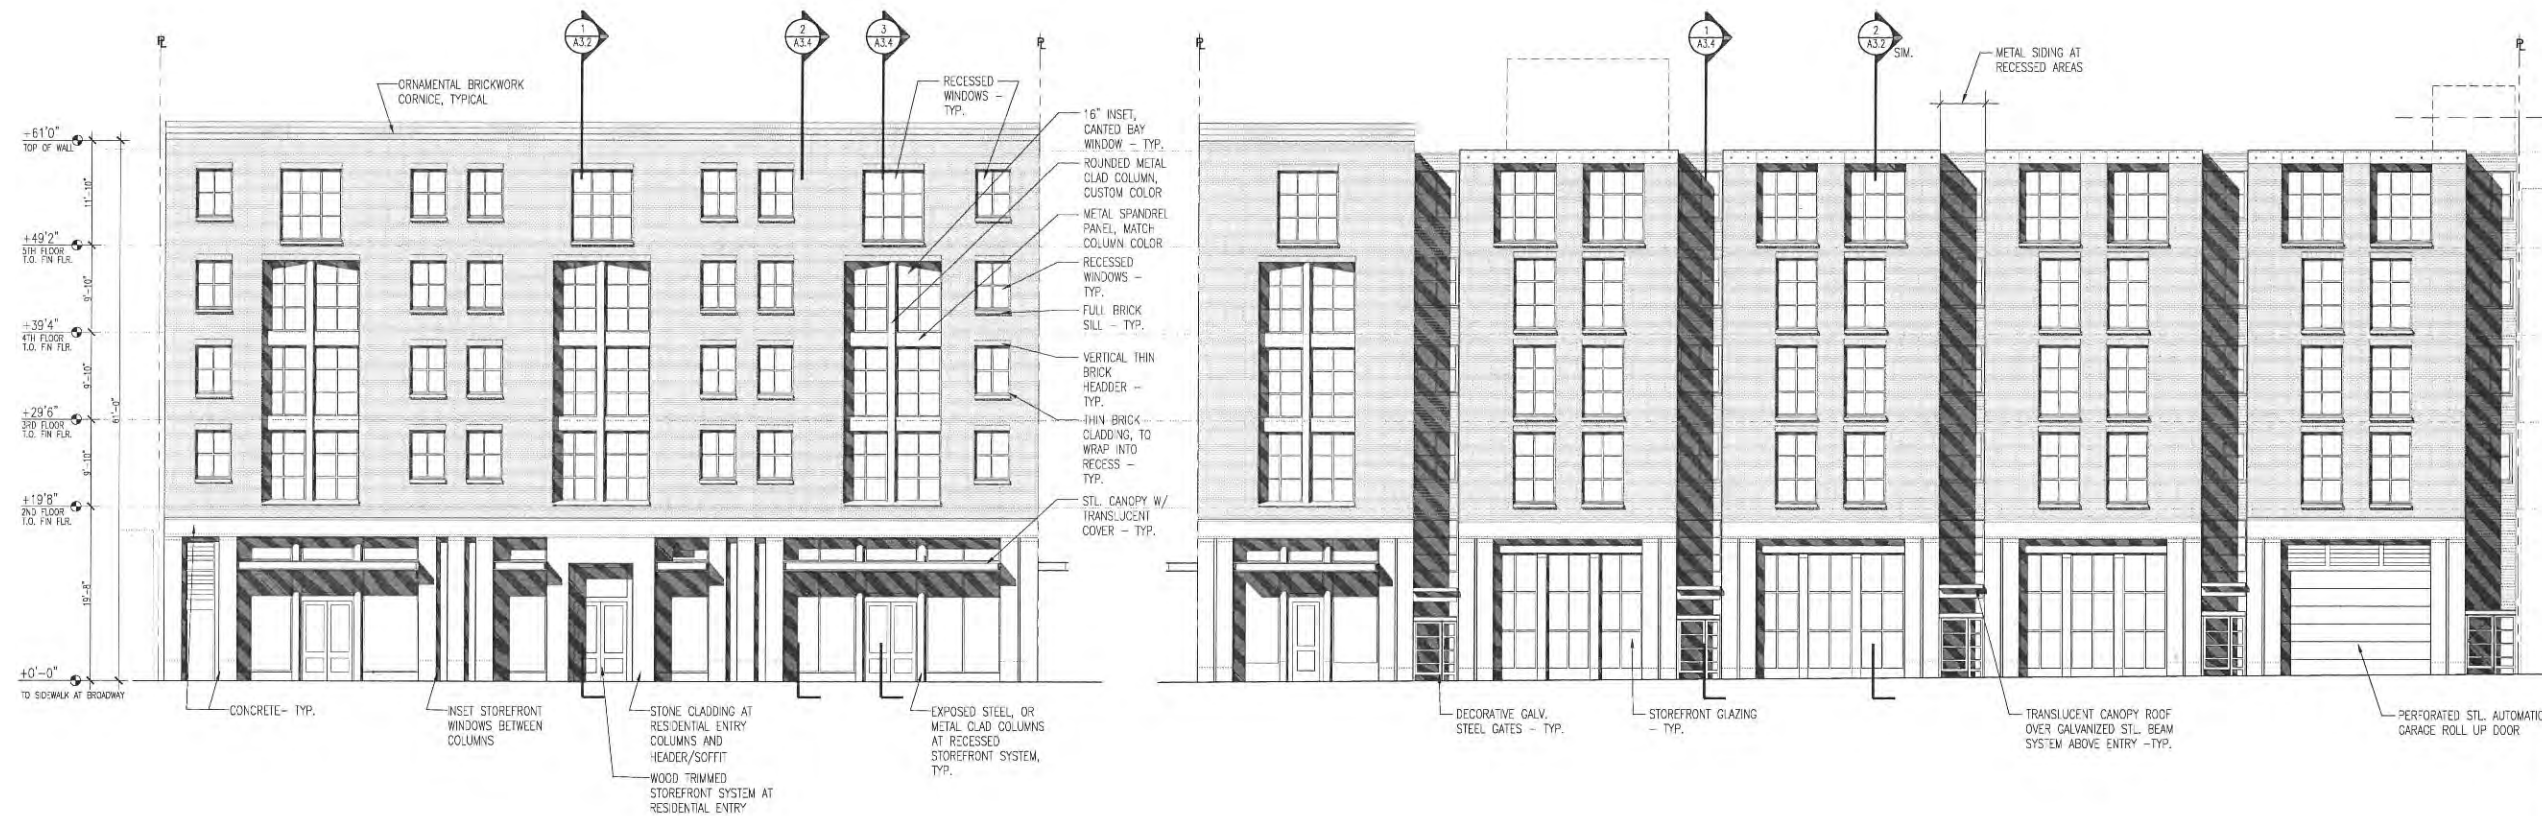 1
A3.2
2
A3.4
3
A3.4
ORNAMENTAL BRICKWORK
CORNICE, TYPICAL
RECESSED
WINDOWS –
TYP.
+61'0"
TOP OF WALL
11'-10"
+49'2"
5TH FLOOR
T.O. FIN FLR.
9'-10"
+39'4"
4TH FLOOR
T.O. FIN FLR.
9'-10"
+29'6"
3RD FLOOR
T.O. FIN FLR.
61'-0"
9'-10"
+19'8"
2ND FLOOR
T.O. FIN FLR.
19'-8"
+0'-0"
TO SIDEWALK AT BROADWAY
16" INSET,
CANTED BAY
WINDOW – TYP.
ROUNDED METAL
CLAD COLUMN,
CUSTOM COLOR
METAL SPANDREL
PANEL, MATCH
COLUMN COLOR
RECESSED
WINDOWS –
TYP.
FULL BRICK
SILL – TYP.
VERTICAL THIN
BRICK
HEADDER –
TYP.
THIN BRICK
CLADDING, TO
WRAP INTO
RECESS –
TYP.
STL. CANOPY W/
TRANSLUCENT
COVER – TYP.
CONCRETE– TYP.
INSET STOREFRONT
WINDOWS BETWEEN
COLUMNS
STONE CLADDING AT
RESIDENTIAL ENTRY
COLUMNS AND
HEADER/SOFFIT
WOOD TRIMMED
STOREFRONT SYSTEM AT
RESIDENTIAL ENTRY
EXPOSED STEEL, OR
METAL CLAD COLUMNS
AT RECESSED
STOREFRONT SYSTEM,
TYP.
1
A3.4
2
A3.2
SIM.
METAL SIDING AT
RECESSED AREAS
DECORATIVE GALV.
STEEL GATES – TYP.
STOREFRONT GLAZING
– TYP.
TRANSLUCENT CANOPY ROOF
OVER GALVANIZED STL. BEAM
SYSTEM ABOVE ENTRY –TYP.
PERFORATED STL. AUTOMATIC
GARAGE ROLL UP DOOR